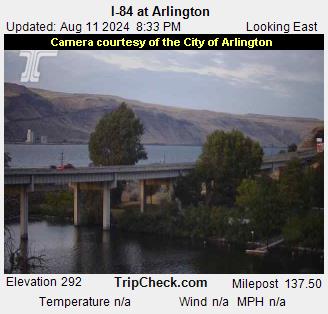 I-84 at Arlington
Updated: Aug 11 2024 8:33 PM Looking East
Camera courtesy of the City of Arlington
Elevation 292 TripCheck.com Milepost 137.50
Temperature n/a Wind n/a MPH n/a